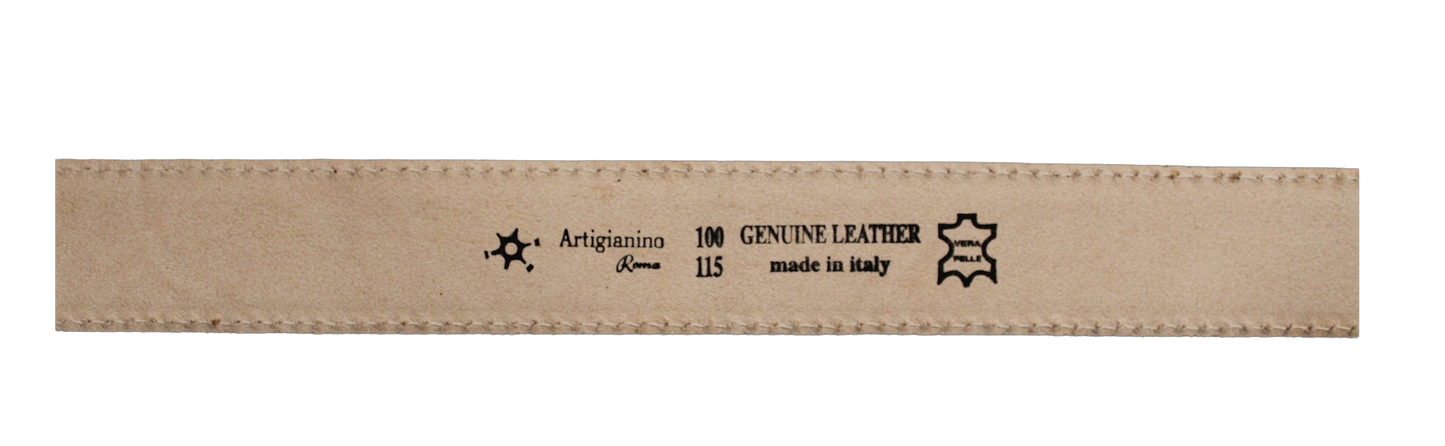 Artigianino
Roma
100
115
GENUINE LEATHER
made in italy
VERA
PELLE